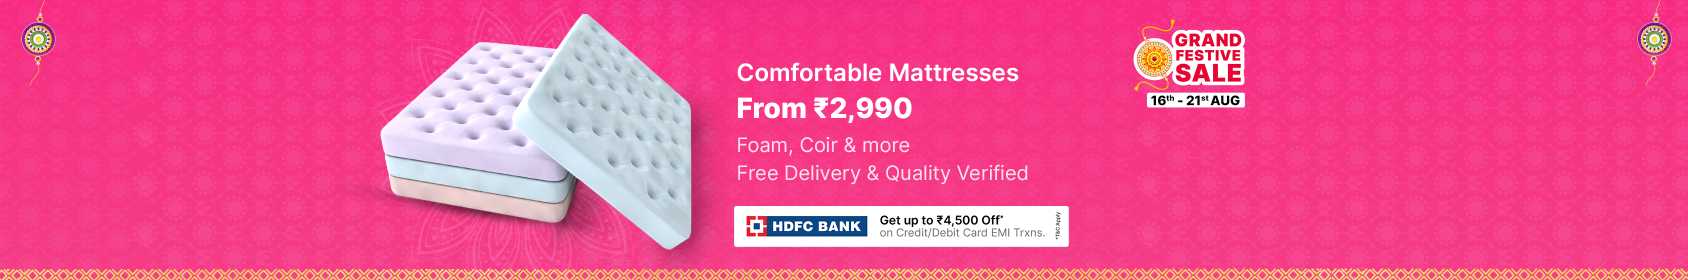 Comfortable Mattresses
From ₹2,990
Foam, Coir & more
Free Delivery & Quality Verified
HDFC BANK
Get up to ₹4,500 Off*
on Credit/Debit Card EMI Trxns.
*T&C Apply
GRAND
FESTIVE
SALE
16th - 21st AUG